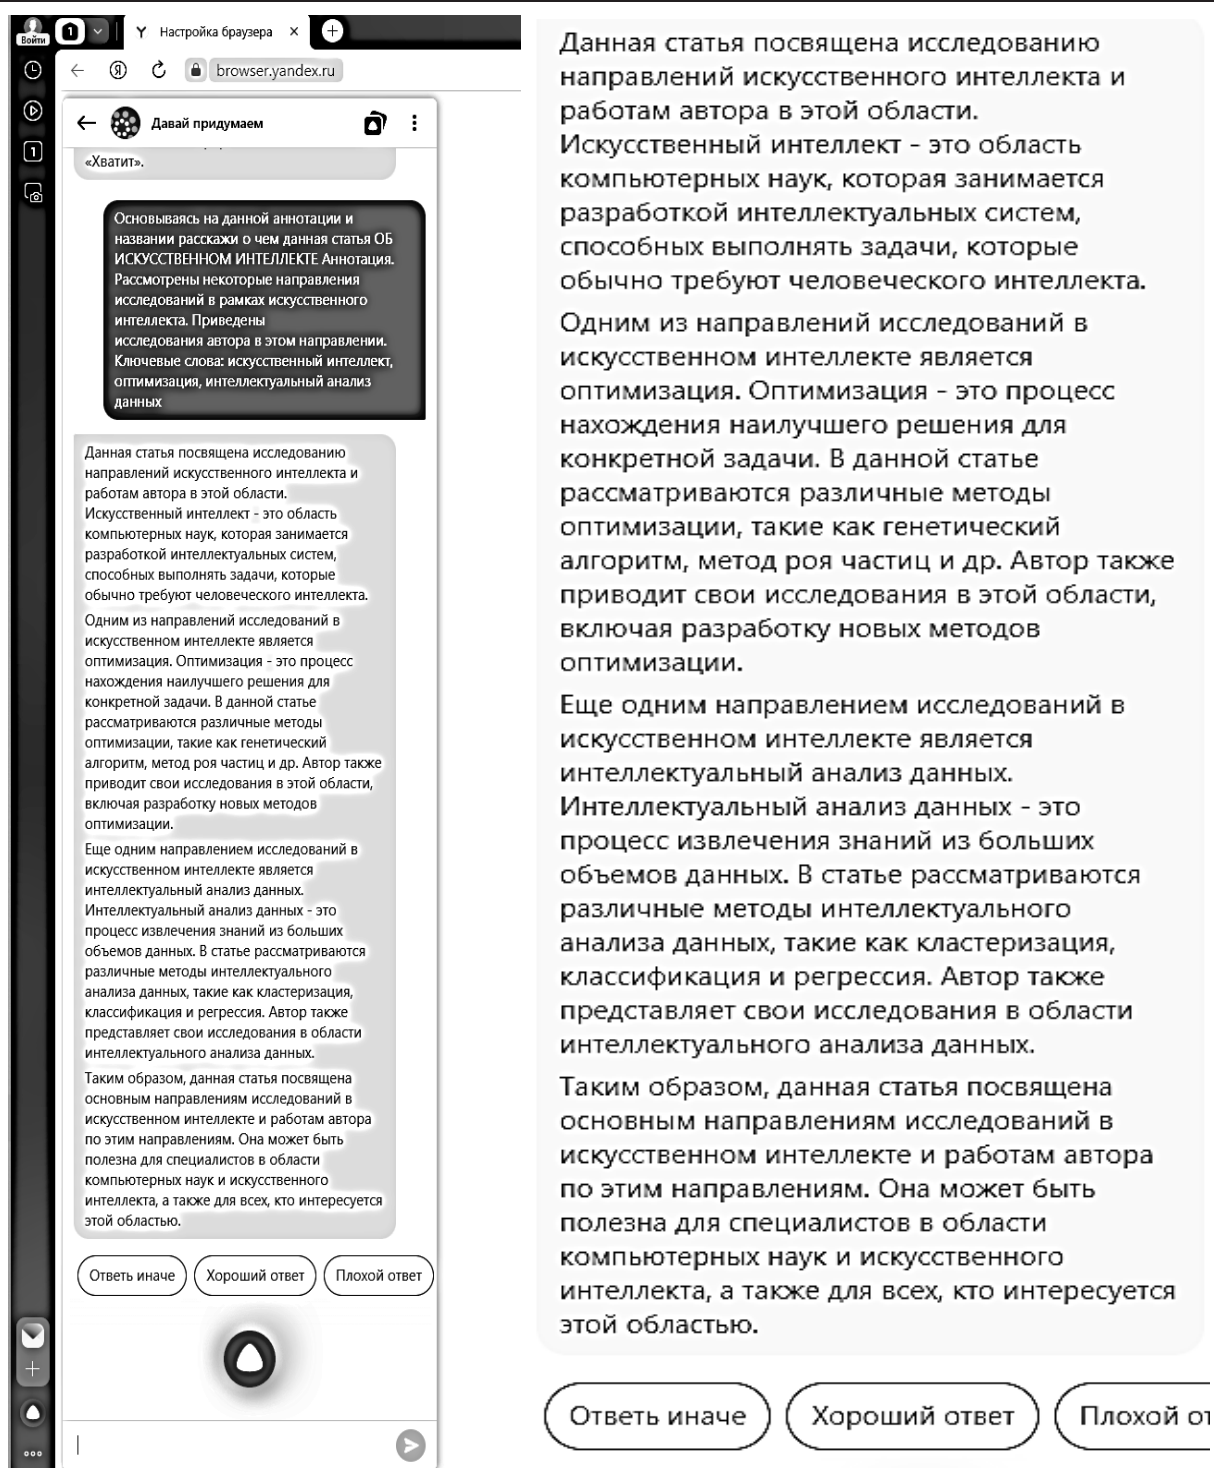 Войти
1
Настройка браузера
browser.yandex.ru
Давай придумаем
«Хватит».
Основываясь на данной аннотации и
названии расскажи о чем данная статья ОБ
ИСКУССТВЕННОМ ИНТЕЛЛЕКТЕ Аннотация.
Рассмотрены некоторые направления
исследований в рамках искусственного
интеллекта. Приведены
исследования автора в этом направлении.
Ключевые слова: искусственный интеллект,
оптимизация, интеллектуальный анализ
данных
Данная статья посвящена исследованию
направлений искусственного интеллекта и
работам автора в этой области.
Искусственный интеллект - это область
компьютерных наук, которая занимается
разработкой интеллектуальных систем,
способных выполнять задачи, которые
обычно требуют человеческого интеллекта.
Одним из направлений исследований в
искусственном интеллекте является
оптимизация. Оптимизация - это процесс
нахождения наилучшего решения для
конкретной задачи. В данной статье
рассматриваются различные методы
оптимизации, такие как генетический
алгоритм, метод роя частиц и др. Автор также
приводит свои исследования в этой области,
включая разработку новых методов
оптимизации.
Еще одним направлением исследований в
искусственном интеллекте является
интеллектуальный анализ данных.
Интеллектуальный анализ данных - это
процесс извлечения знаний из больших
объемов данных. В статье рассматриваются
различные методы интеллектуального
анализа данных, такие как кластеризация,
классификация и регрессия. Автор также
представляет свои исследования в области
интеллектуального анализа данных.
Таким образом, данная статья посвящена
основным направлениям исследований в
искусственном интеллекте и работам автора
по этим направлениям. Она может быть
полезна для специалистов в области
компьютерных наук и искусственного
интеллекта, а также для всех, кто интересуется
этой областью.
Ответь иначе Хороший ответ Плохой ответ
Данная статья посвящена исследованию
направлений искусственного интеллекта и
работам автора в этой области.
Искусственный интеллект - это область
компьютерных наук, которая занимается
разработкой интеллектуальных систем,
способных выполнять задачи, которые
обычно требуют человеческого интеллекта.
Одним из направлений исследований в
искусственном интеллекте является
оптимизация. Оптимизация - это процесс
нахождения наилучшего решения для
конкретной задачи. В данной статье
рассматриваются различные методы
оптимизации, такие как генетический
алгоритм, метод роя частиц и др. Автор также
приводит свои исследования в этой области,
включая разработку новых методов
оптимизации.
Еще одним направлением исследований в
искусственном интеллекте является
интеллектуальный анализ данных.
Интеллектуальный анализ данных - это
процесс извлечения знаний из больших
объемов данных. В статье рассматриваются
различные методы интеллектуального
анализа данных, такие как кластеризация,
классификация и регрессия. Автор также
представляет свои исследования в области
интеллектуального анализа данных.
Таким образом, данная статья посвящена
основным направлениям исследований в
искусственном интеллекте и работам автора
по этим направлениям. Она может быть
полезна для специалистов в области
компьютерных наук и искусственного
интеллекта, а также для всех, кто интересуется
этой областью.
Ответь иначе Хороший ответ Плохой от